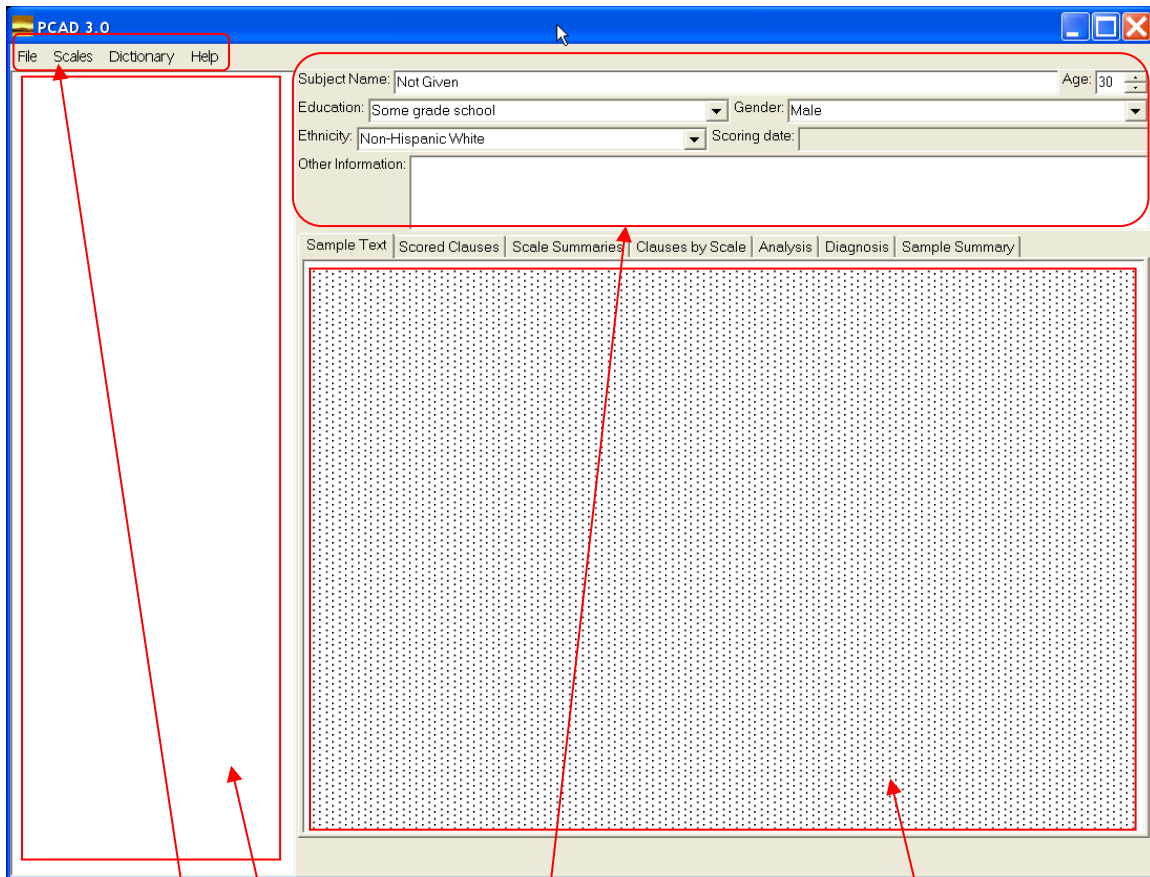 PCAD 3.0
File Scales Dictionary Help
Subject Name: Not Given Age: 30
Education: Some grade school Gender: Male
Ethnicity: Non-Hispanic White Scoring date:
Other Information:
Sample Text Scored Clauses Scale Summaries Clauses by Scale Analysis Diagnosis Sample Summary